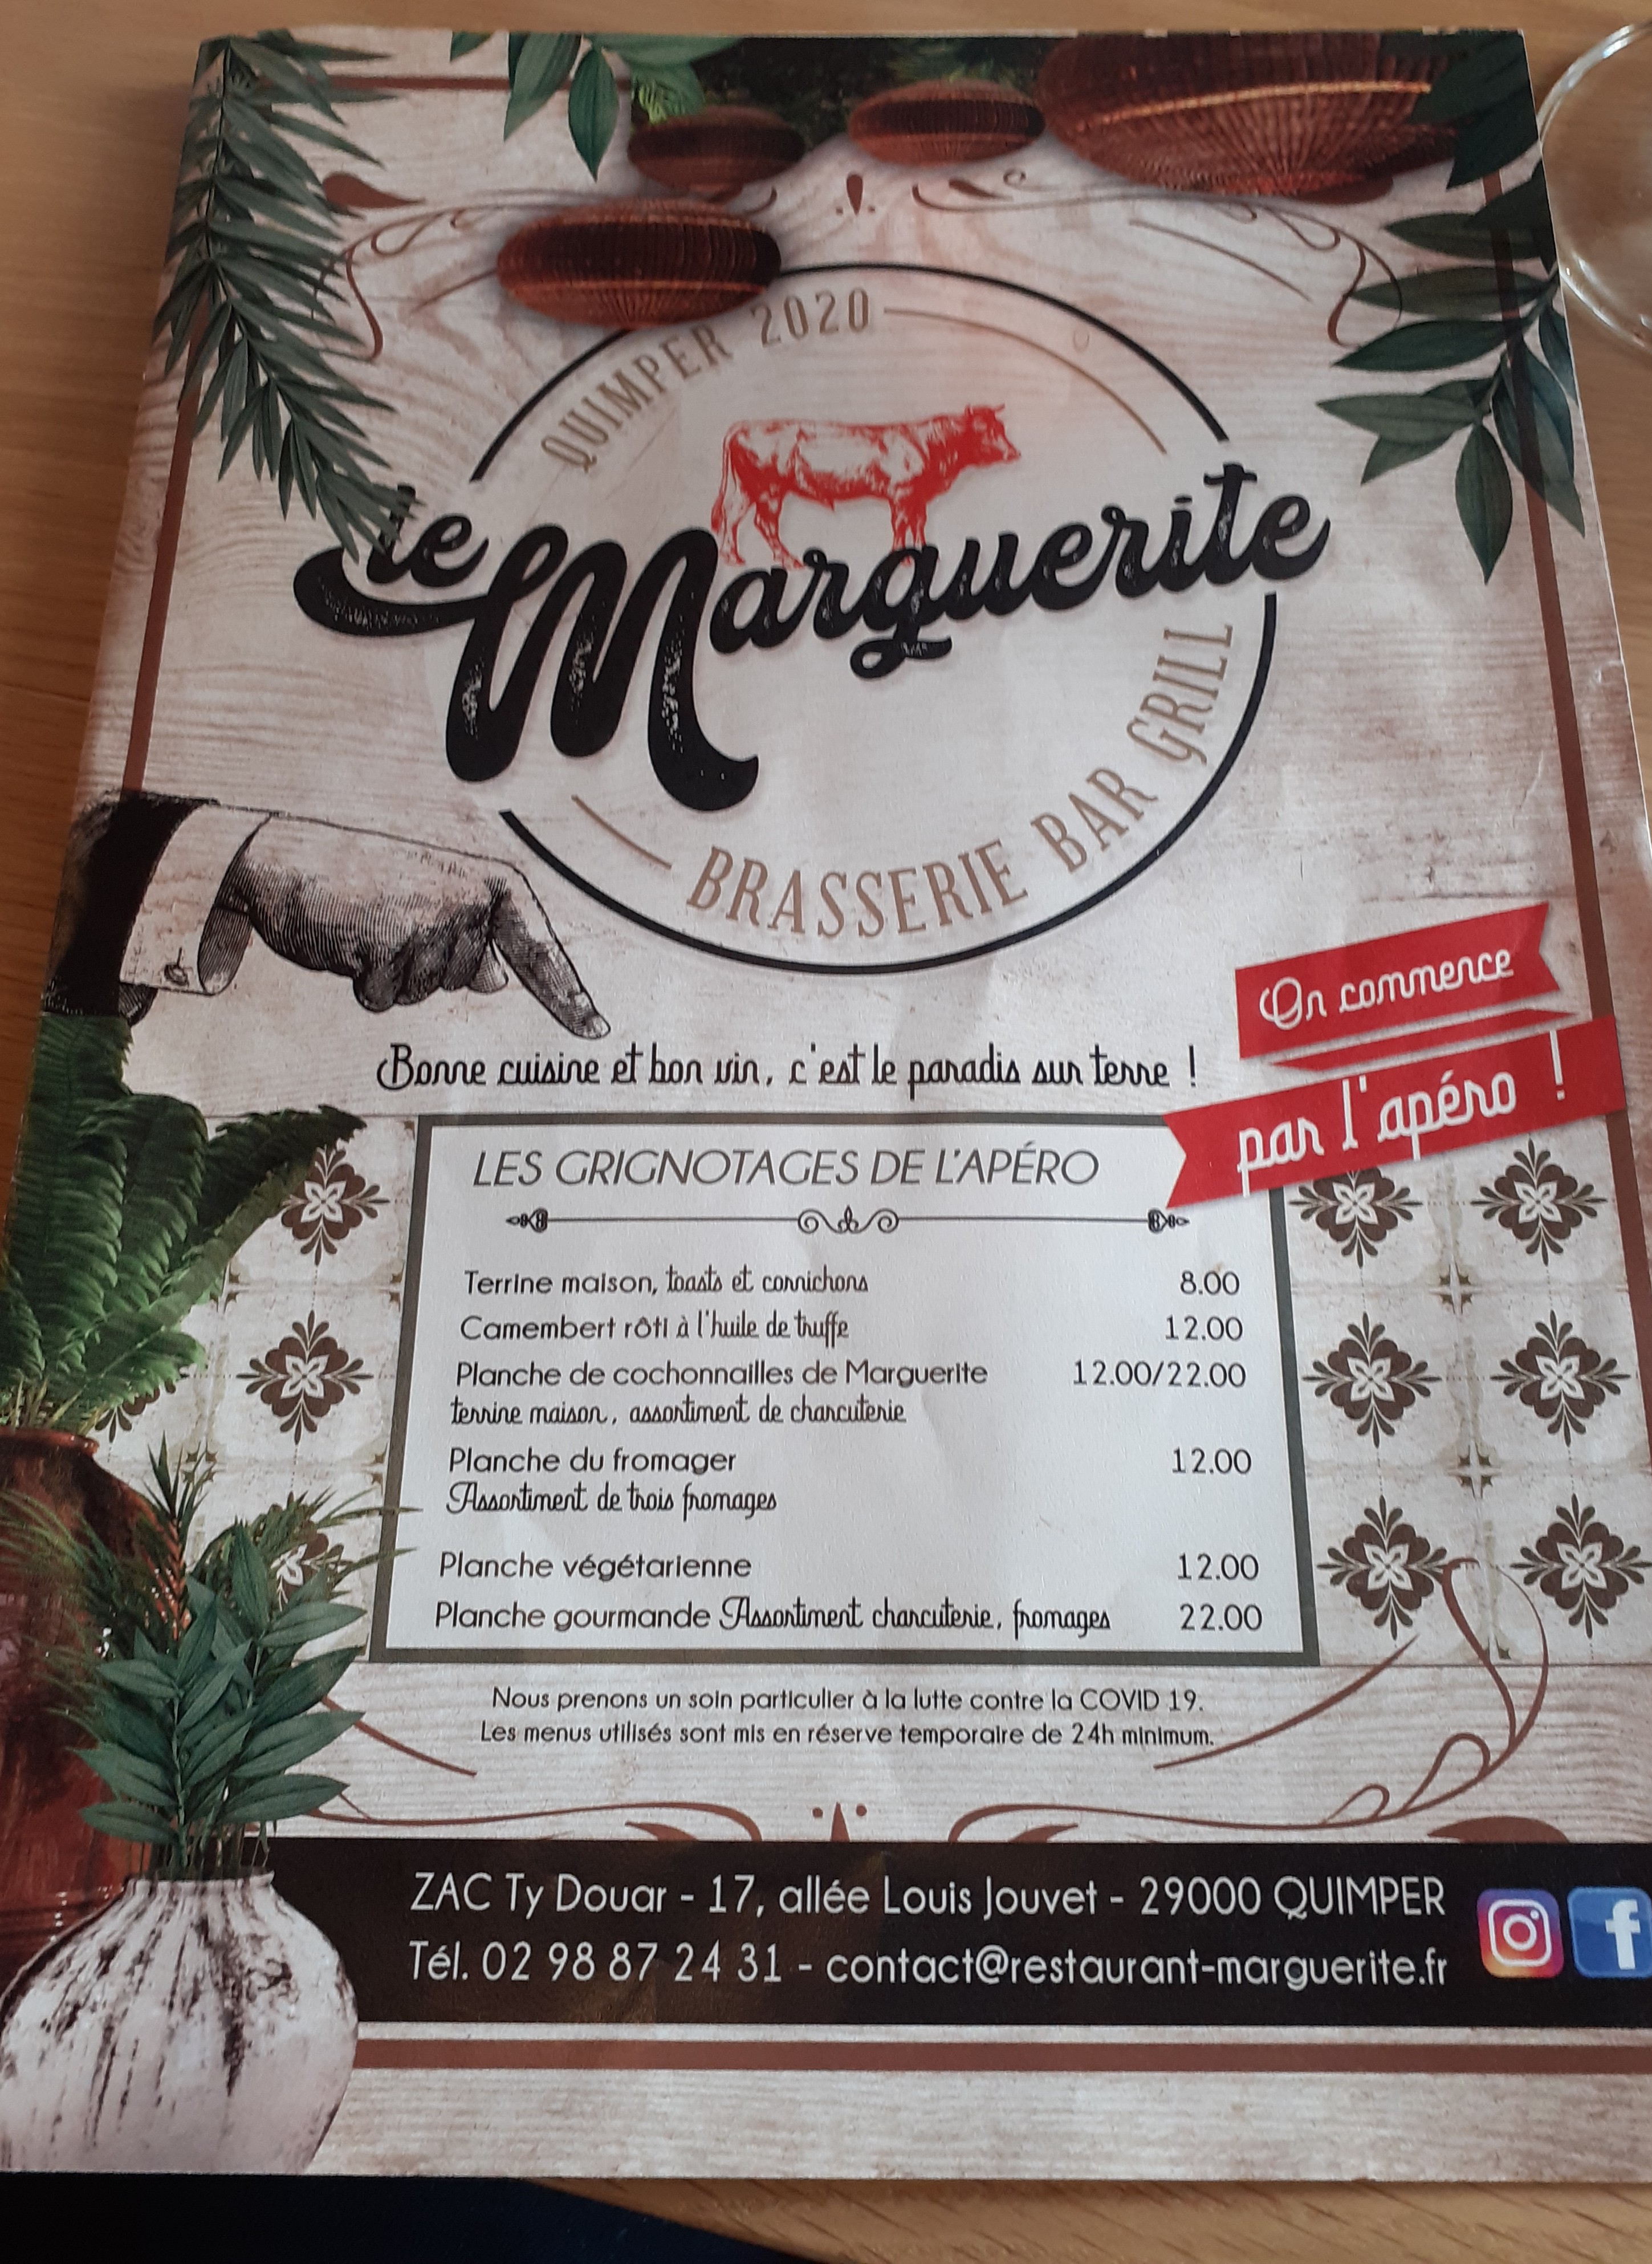 QUIMPER 2020
le Marguerite
BRASSERIE BAR GRILL
On commence
par l'apéro !
Bonne cuisine et bon vin, c'est le paradis sur terre !
LES GRIGNOTAGES DE L'APÉRO
Terrine maison, toasts et cornichons 8.00
Camembert rôti à l'huile de truffe 12.00
Planche de cochonnailles de Marguerite 12.00/22.00
terrine maison, assortiment de charcuterie
Planche du fromager 12.00
Assortiment de trois fromages
Planche végétarienne 12.00
Planche gourmande Assortiment charcuterie, fromages 22.00
Nous prenons un soin particulier à la lutte contre la COVID 19.
Les menus utilisés sont mis en réserve temporaire de 24h minimum.
ZAC Ty Douar - 17, allée Louis Jouvet - 29000 QUIMPER
Tél. 02 98 87 24 31 - contact@restaurant-marguerite.fr